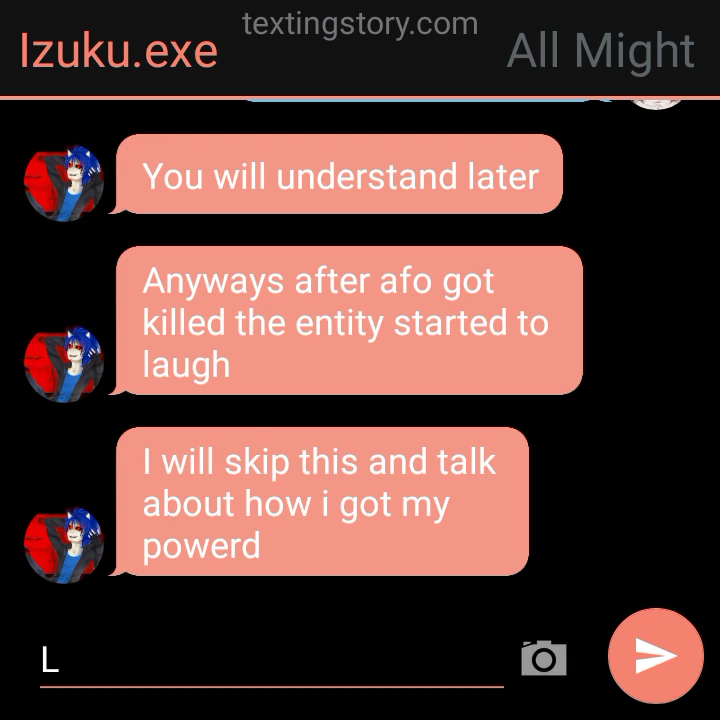 textingstory.com
Izuku.exe
All Might
You will understand later
Anyways after afo got
killed the entity started to
laugh
I will skip this and talk
about how i got my
powerd
L